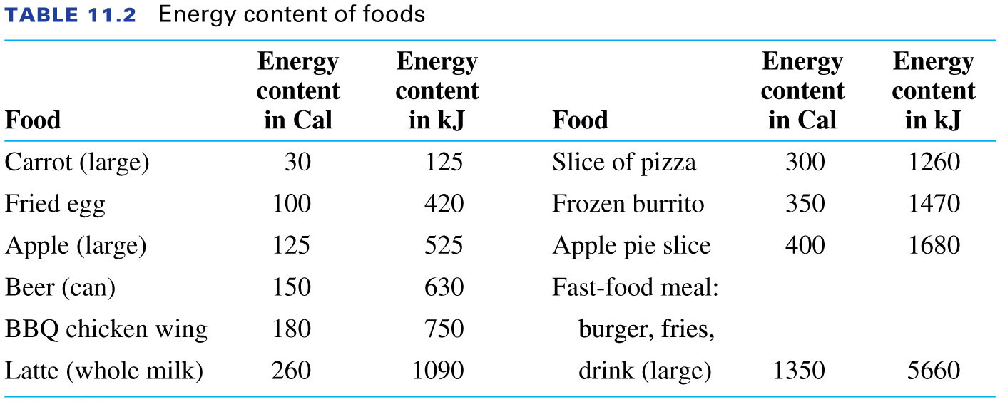 TABLE 11.2 Energy content of foods
Energy Energy Energy Energy
content content content content
Food in Cal in kJ Food in Cal in kJ
Carrot (large) 30 125 Slice of pizza 300 1260
Fried egg 100 420 Frozen burrito 350 1470
Apple (large) 125 525 Apple pie slice 400 1680
Beer (can) 150 630 Fast-food meal:
BBQ chicken wing 180 750 burger, fries,
Latte (whole milk) 260 1090 drink (large) 1350 5660